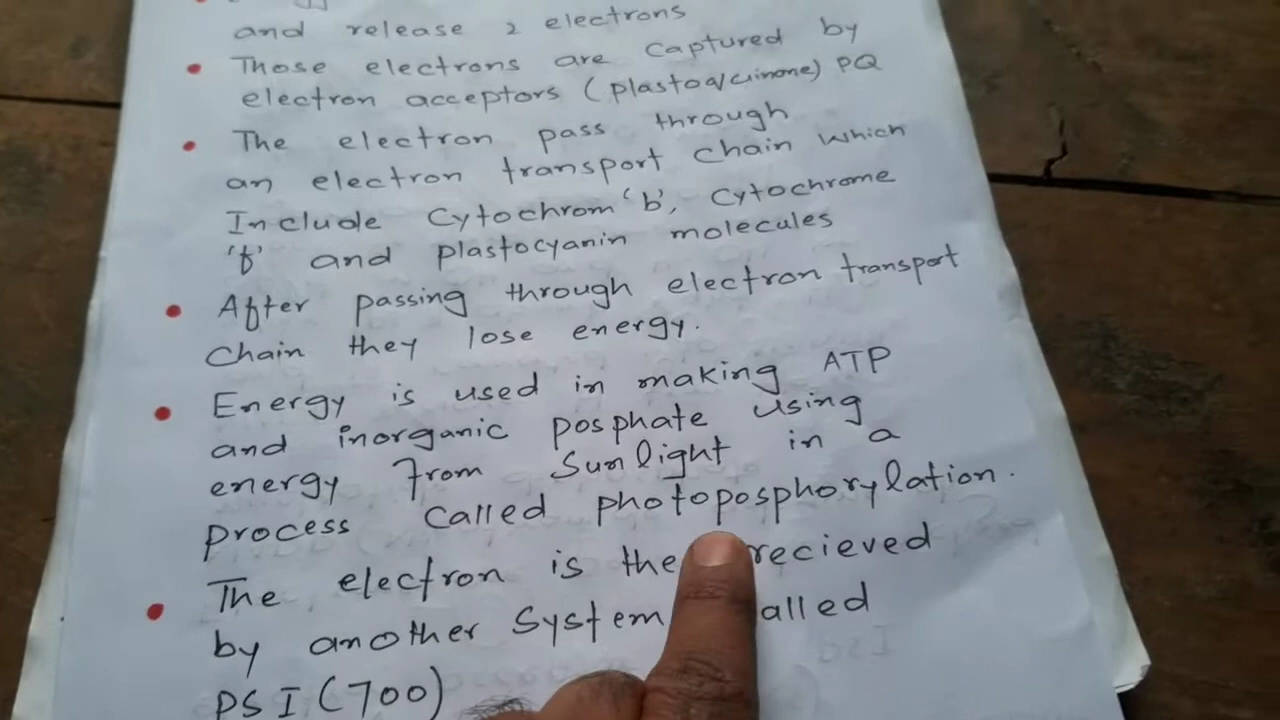 and release 2 electrons
Those electrons are captured by
electron acceptors (plastoquinone) PQ
The electron pass through
an electron transport chain which
Include Cytochrom 'b', Cytochrome
'f' and plastocyanin molecules
After passing through electron transport
Chain they lose energy.
Energy is used in making ATP
and inorganic posphate using
energy from Sunlight in a
process called photoposphorylation.
The electron is the recieved
by another System
PSI (700)